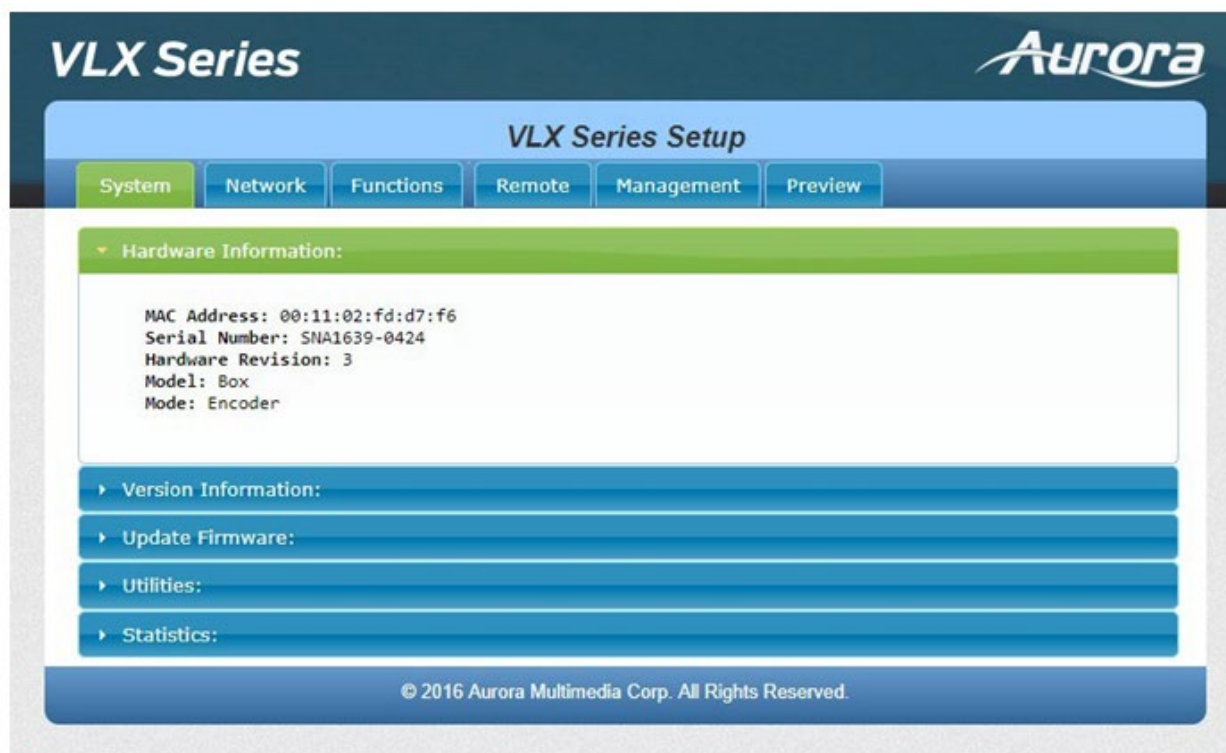 VLX Series
Aurora
VLX Series Setup
System Network Functions Remote Management Preview
Hardware Information:
MAC Address: 00:11:02:fd:d7:f6
Serial Number: SNA1639-0424
Hardware Revision: 3
Model: Box
Mode: Encoder
Version Information:
Update Firmware:
Utilities:
Statistics:
© 2016 Aurora Multimedia Corp. All Rights Reserved.